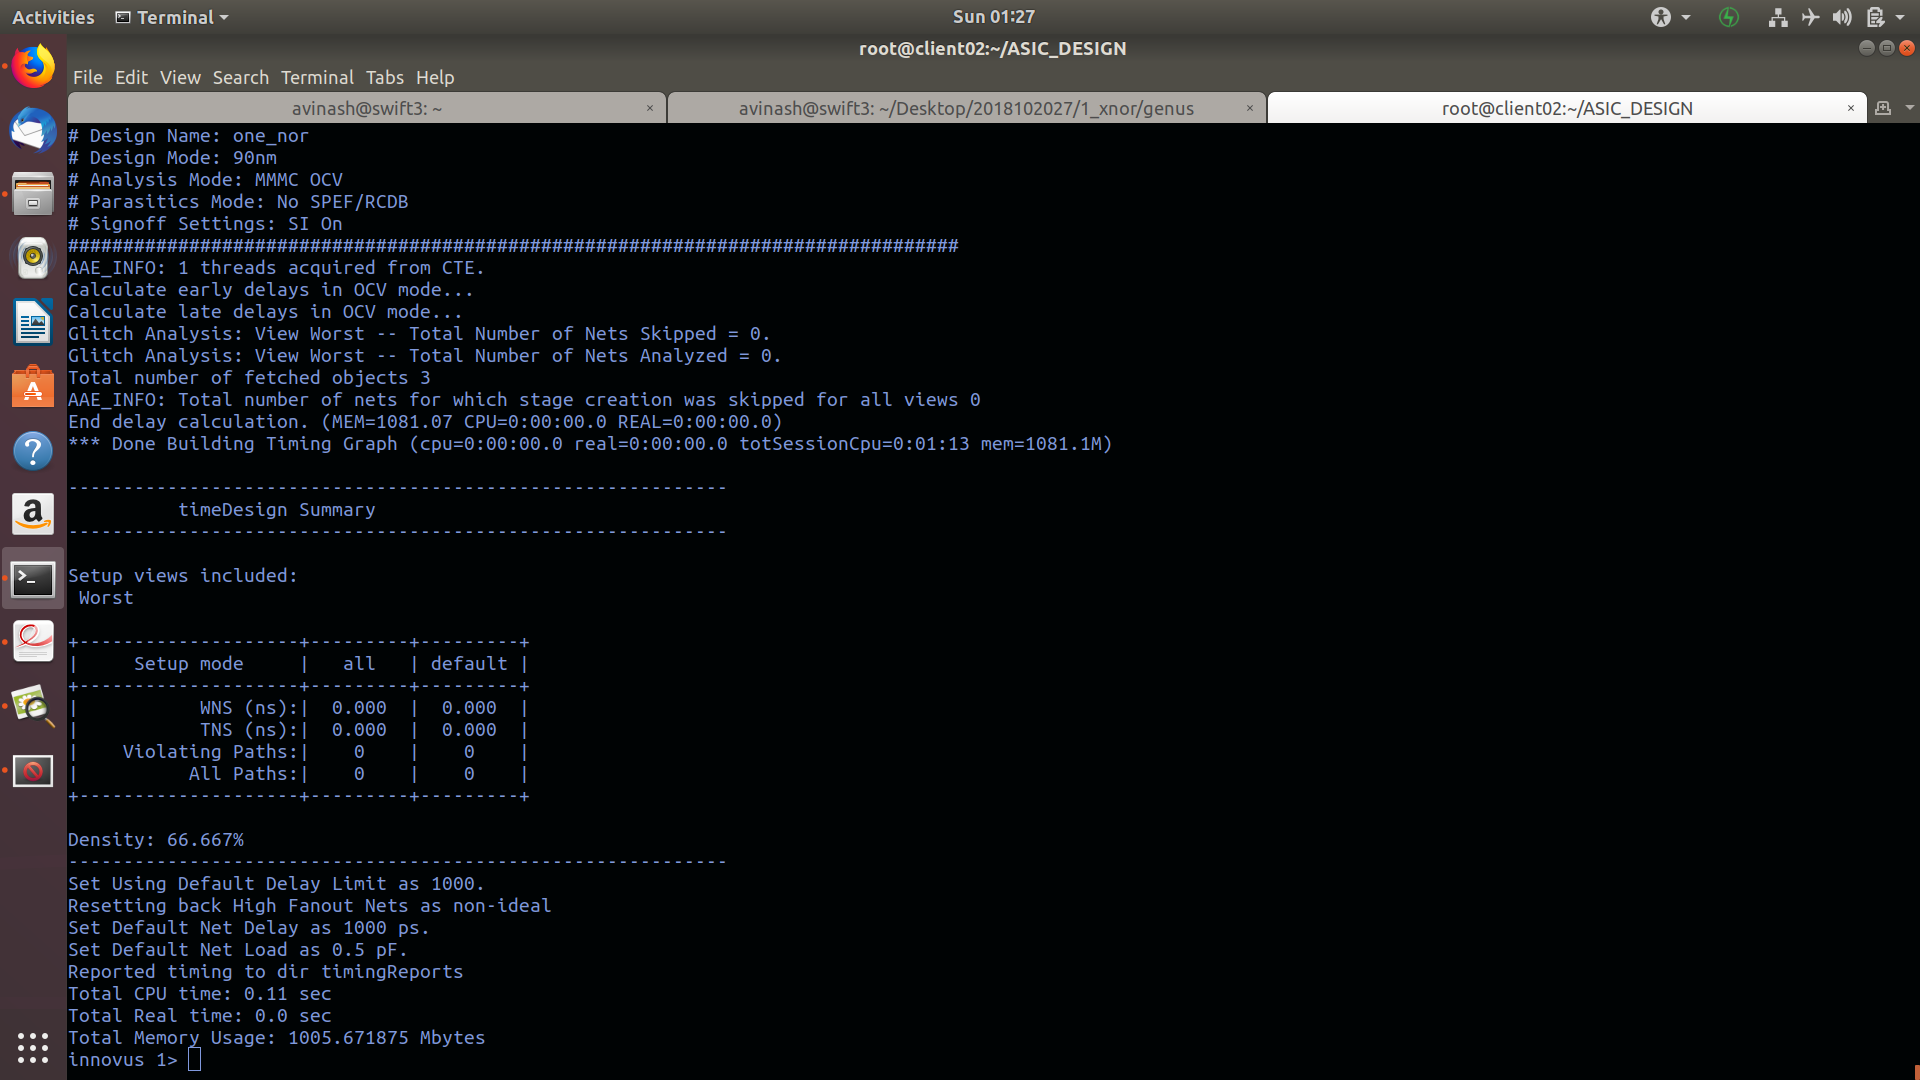 Activities Terminal Sun 01:27
root@client02:~/ASIC_DESIGN
File Edit View Search Terminal Tabs Help
avinash@swift3: ~ × avinash@swift3: ~/Desktop/2018102027/1_xnor/genus × root@client02:~/ASIC_DESIGN ×
# Design Name: one_nor
# Design Mode: 90nm
# Analysis Mode: MMMC OCV
# Parasitics Mode: No SPEF/RCDB
# Signoff Settings: SI On
#################################################################################
AAE_INFO: 1 threads acquired from CTE.
Calculate early delays in OCV mode...
Calculate late delays in OCV mode...
Glitch Analysis: View Worst -- Total Number of Nets Skipped = 0.
Glitch Analysis: View Worst -- Total Number of Nets Analyzed = 0.
Total number of fetched objects 3
AAE_INFO: Total number of nets for which stage creation was skipped for all views 0
End delay calculation. (MEM=1081.07 CPU=0:00:00.0 REAL=0:00:00.0)
*** Done Building Timing Graph (cpu=0:00:00.0 real=0:00:00.0 totSessionCpu=0:01:13 mem=1081.1M)
------------------------------------------------------------
          timeDesign Summary
------------------------------------------------------------
Setup views included:
 Worst
+--------------------+---------+---------+
|     Setup mode     |   all   | default |
+--------------------+---------+---------+
|           WNS (ns):|  0.000  |  0.000  |
|           TNS (ns):|  0.000  |  0.000  |
|    Violating Paths:|    0    |    0    |
|          All Paths:|    0    |    0    |
+--------------------+---------+---------+
Density: 66.667%
------------------------------------------------------------
Set Using Default Delay Limit as 1000.
Resetting back High Fanout Nets as non-ideal
Set Default Net Delay as 1000 ps.
Set Default Net Load as 0.5 pF.
Reported timing to dir timingReports
Total CPU time: 0.11 sec
Total Real time: 0.0 sec
Total Memory Usage: 1005.671875 Mbytes
innovus 1>